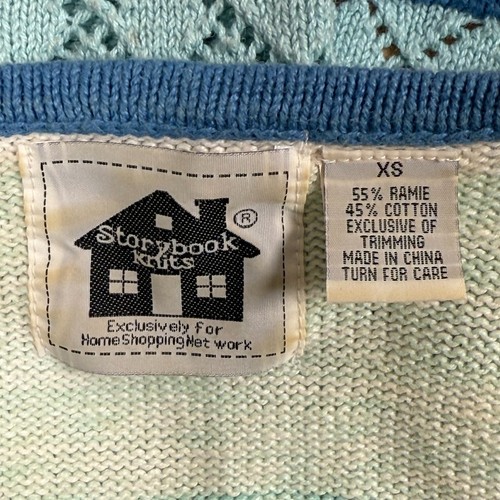 Storybook
knits
®
Exclusively for
HomeShoppingNetwork
XS
55% RAMIE
45% COTTON
EXCLUSIVE OF
TRIMMING
MADE IN CHINA
TURN FOR CARE